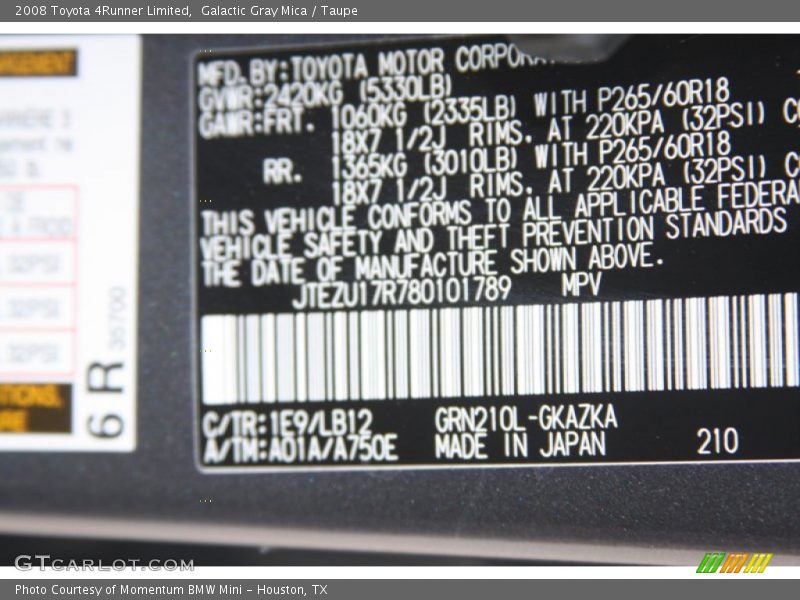 2008 Toyota 4Runner Limited,  Galactic Gray Mica / Taupe
MFD. BY: TOYOTA MOTOR
GVWR: 2420KG (5330LB)
GAWR: FRT. 1060KG (2335LB) WITH P265/60R18
18X7 1/2J RIMS. AT 220KPA (32PSI)
RR. 1365KG (3010LB) WITH P265/60R18
18X7 1/2J RIMS. AT 220KPA (32PSI)
THIS VEHICLE CONFORMS TO ALL APPLICABLE FEDERA
VEHICLE SAFETY AND THEFT PREVENTION STANDARDS
THE DATE OF MANUFACTURE SHOWN ABOVE.
JTEZU17R780101789 MPV
C/TR: 1E9/LB12 GRN210L-GKAZKA
A/TM: A01A/A750E MADE IN JAPAN 210
32PSI
32PSI
32PSI
6 R 35700
GTCARLOT.COM
Photo Courtesy of Momentum BMW Mini - Houston, TX